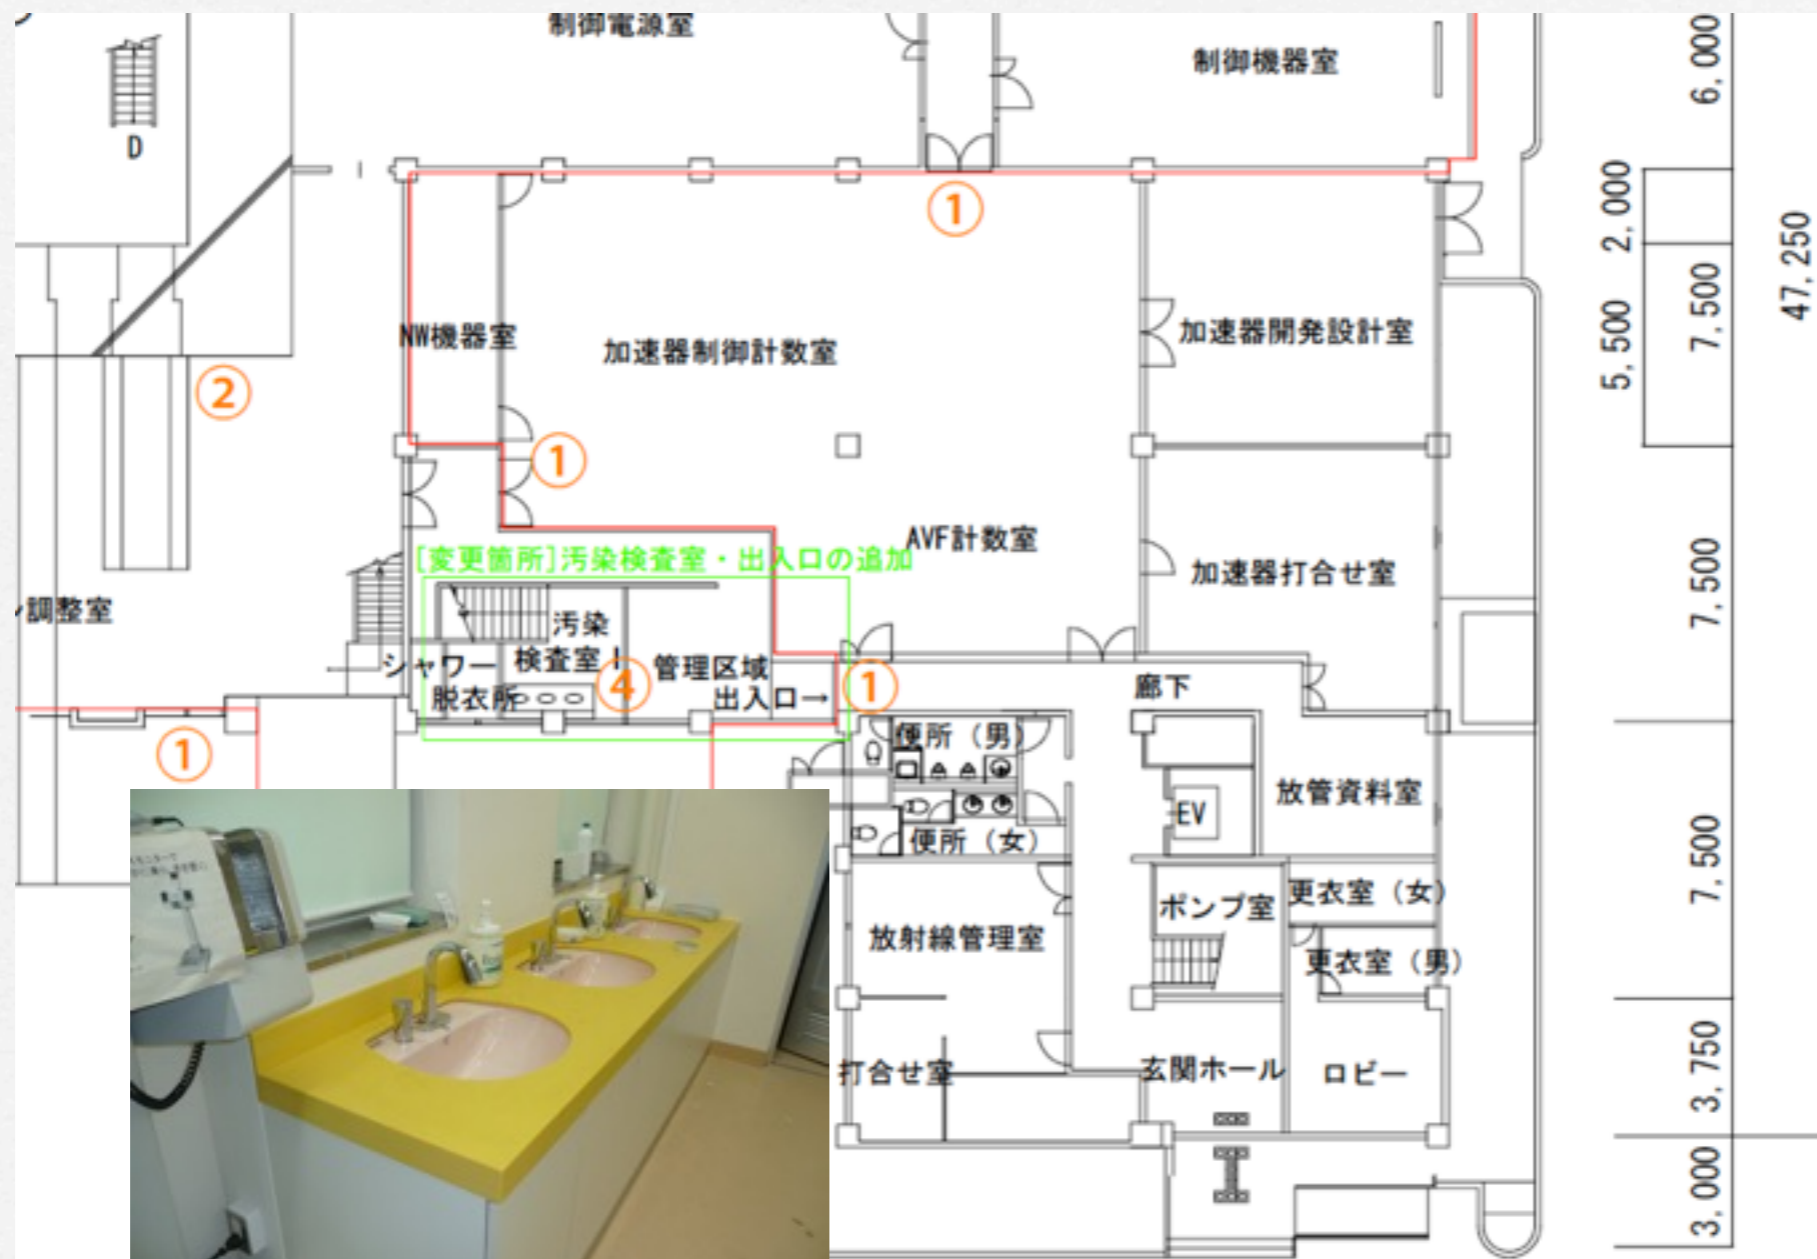 制御電源室
制御機器室
6,000
D
①
2,000
47,250
NW機器室
加速器制御計数室
加速器開発設計室
5,500
7,500
②
①
AVF計数室
[変更箇所]汚染検査室・出入口の追加
加速器打合せ室
7,500
調整室
汚染
検査室
シャワー
脱衣所
④
管理区域
出入口→
①
廊下
①
便所(男)
放管資料室
EV
便所(女)
7,500
ポンプ室
更衣室(女)
放射線管理室
更衣室(男)
打合せ室
玄関ホール
ロビー
3,750
3,000